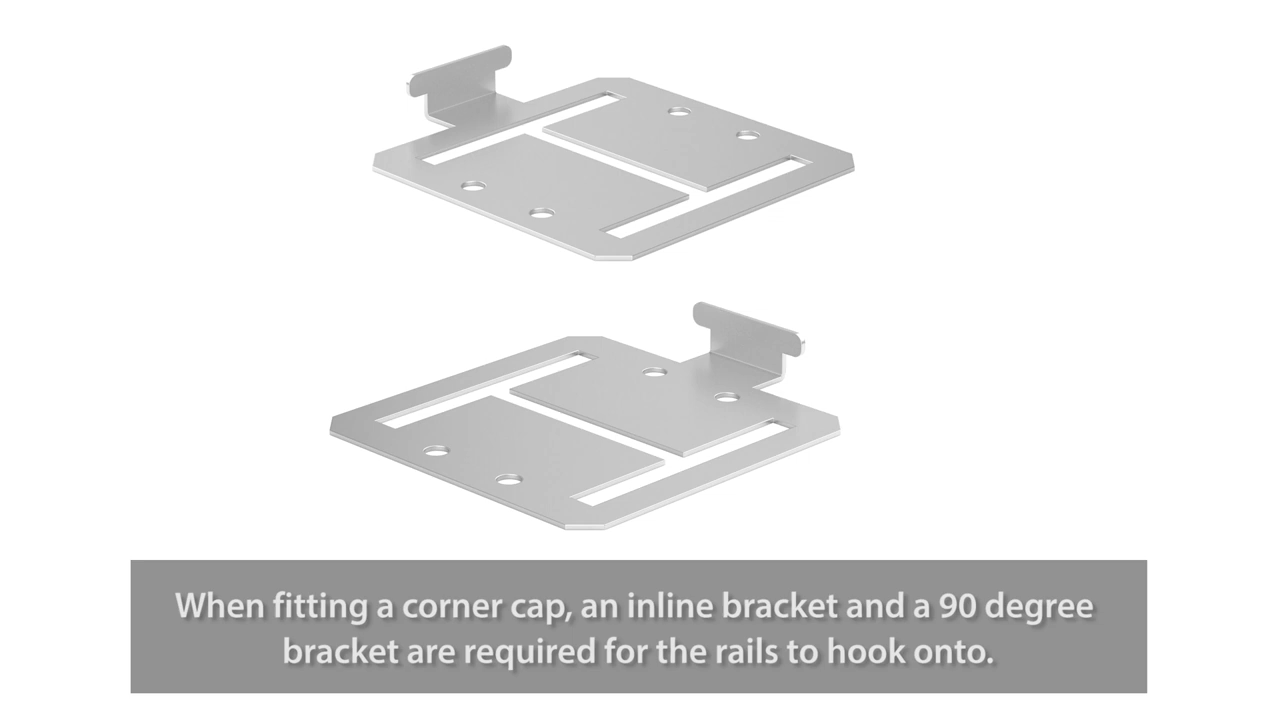 When fitting a corner cap, an inline bracket and a 90 degree
bracket are required for the rails to hook onto.